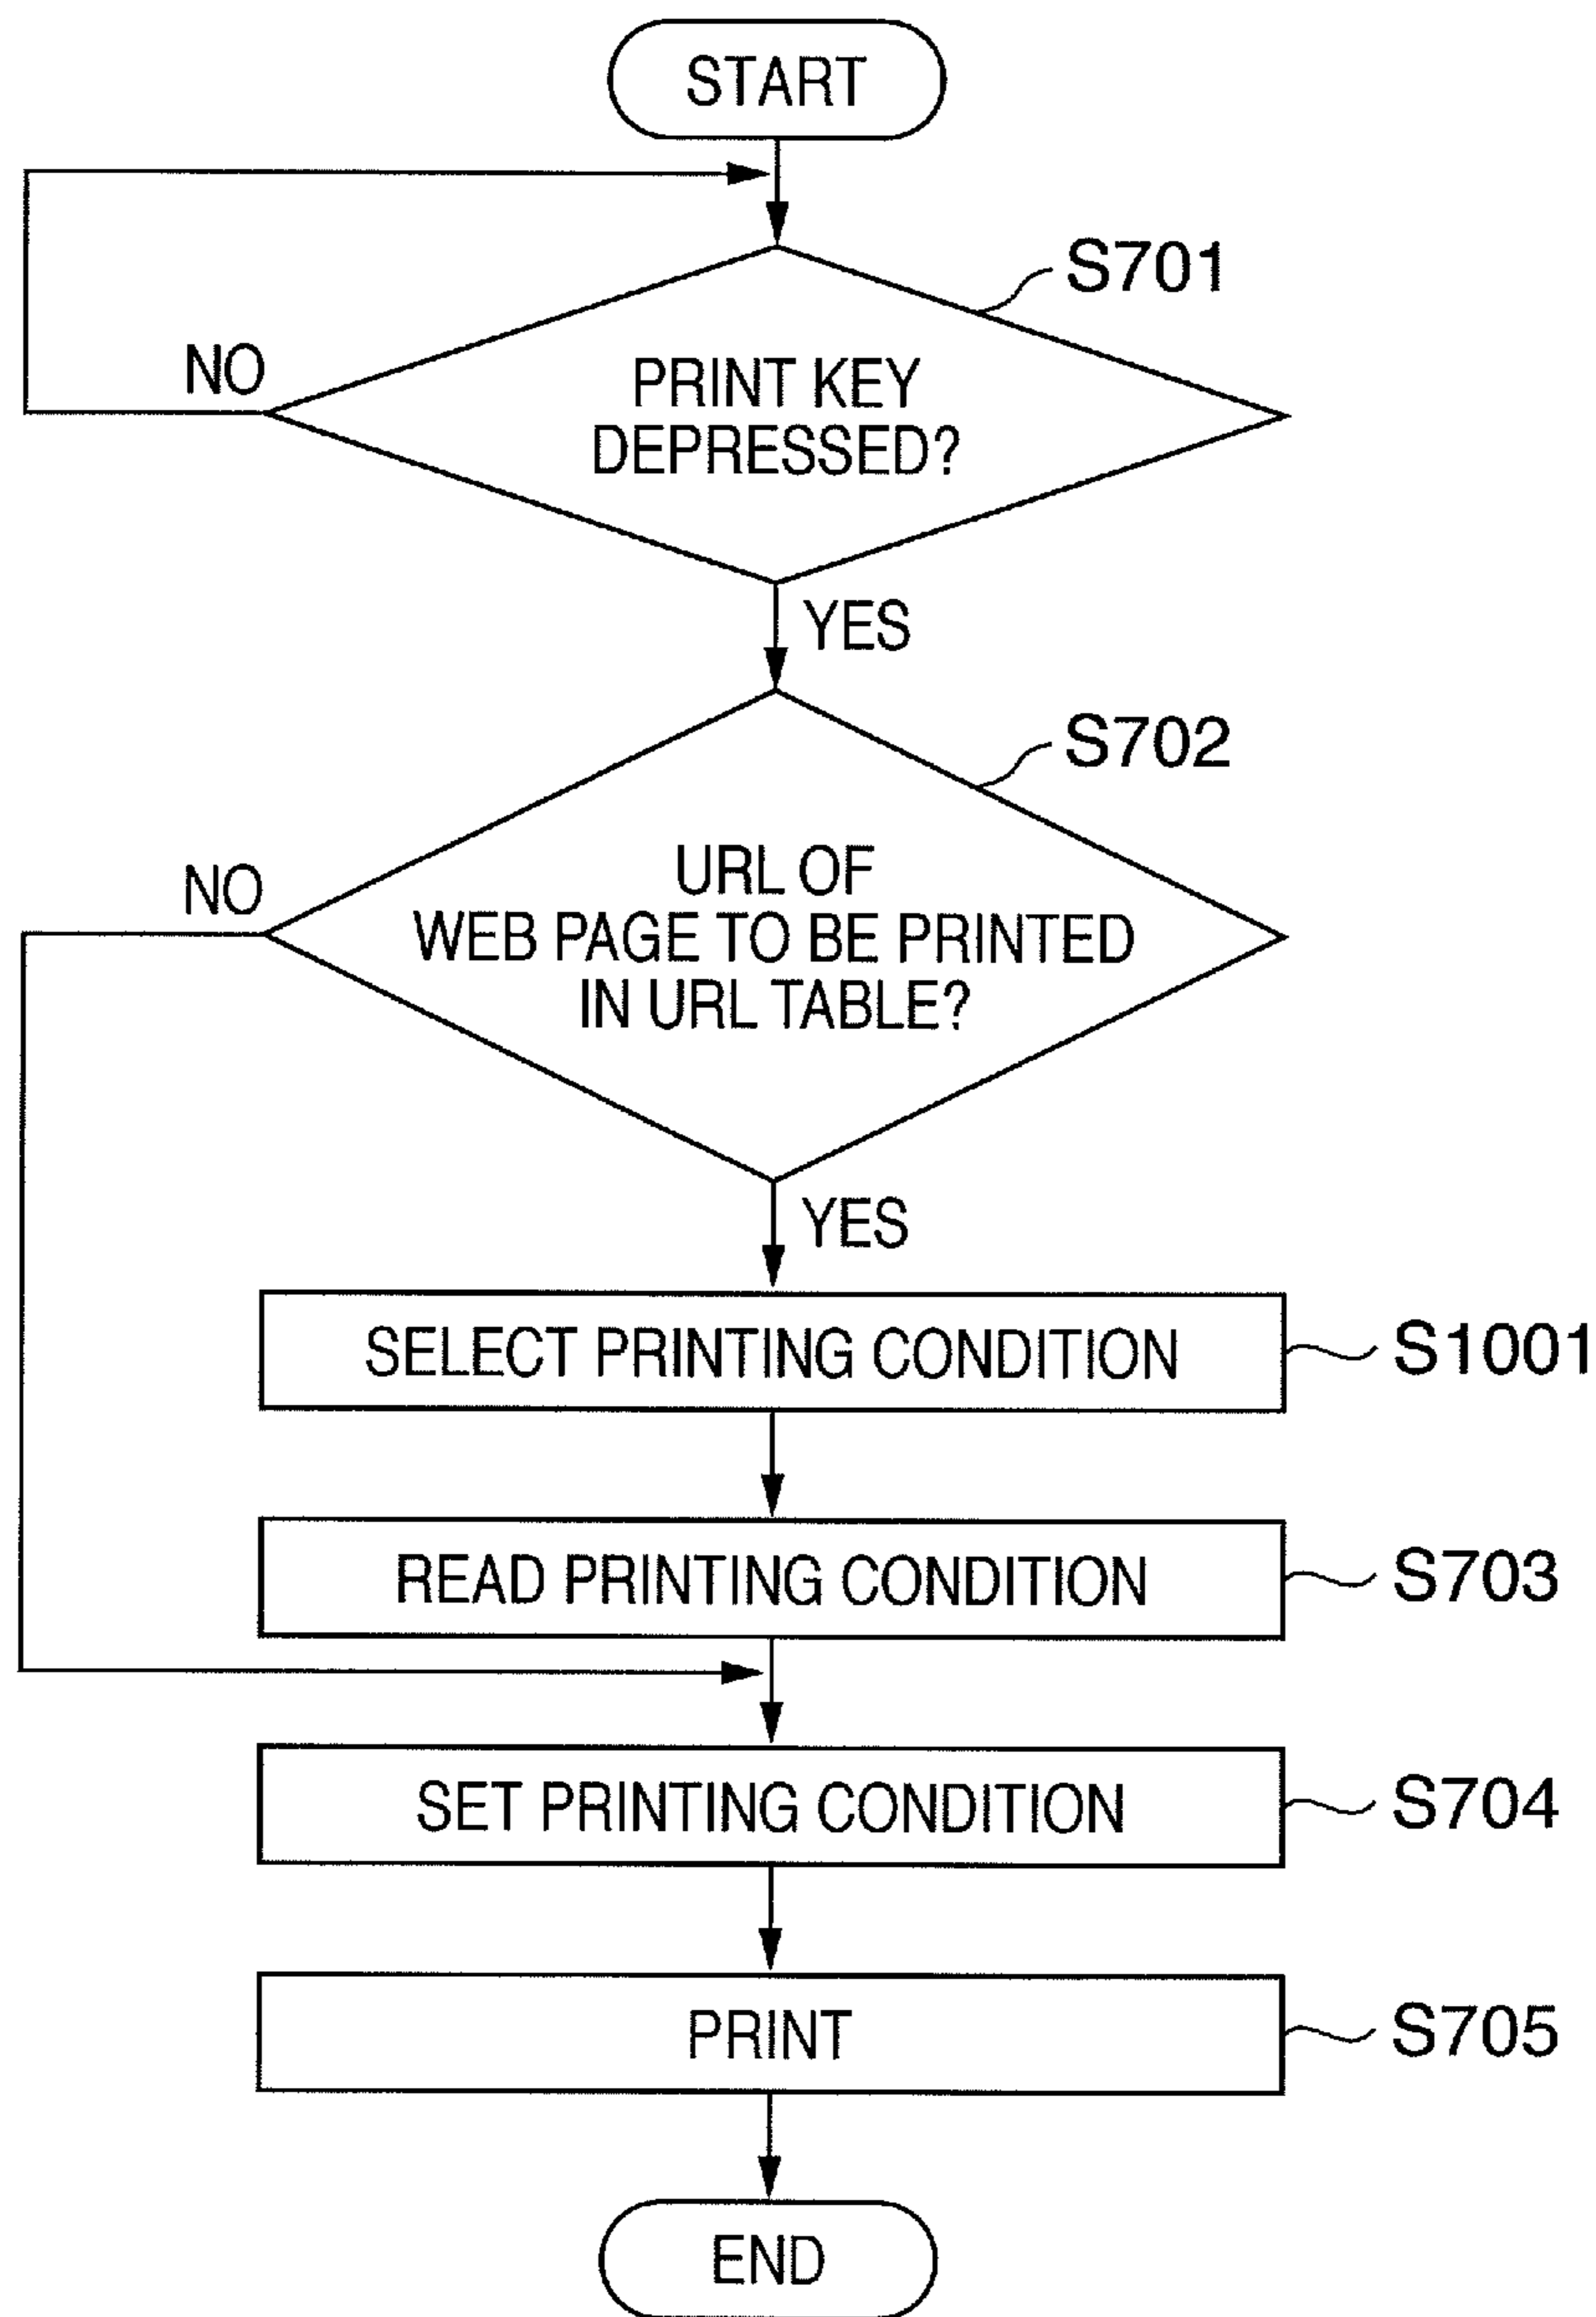 START
S701
NO
PRINT KEY
DEPRESSED?
YES
S702
NO
URL OF
WEB PAGE TO BE PRINTED
IN URL TABLE?
YES
SELECT PRINTING CONDITION
S1001
READ PRINTING CONDITION
S703
SET PRINTING CONDITION
S704
PRINT
S705
END